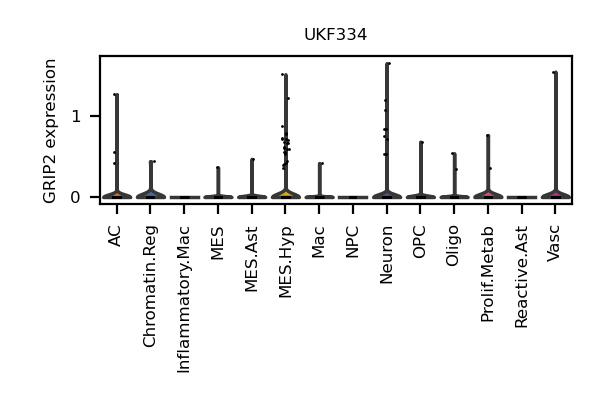 UKF334
GRIP2 expression
1
0
AC
Chromatin.Reg
Inflammatory.Mac
MES
MES.Ast
MES.Hyp
Mac
NPC
Neuron
OPC
Oligo
Prolif.Metab
Reactive.Ast
Vasc